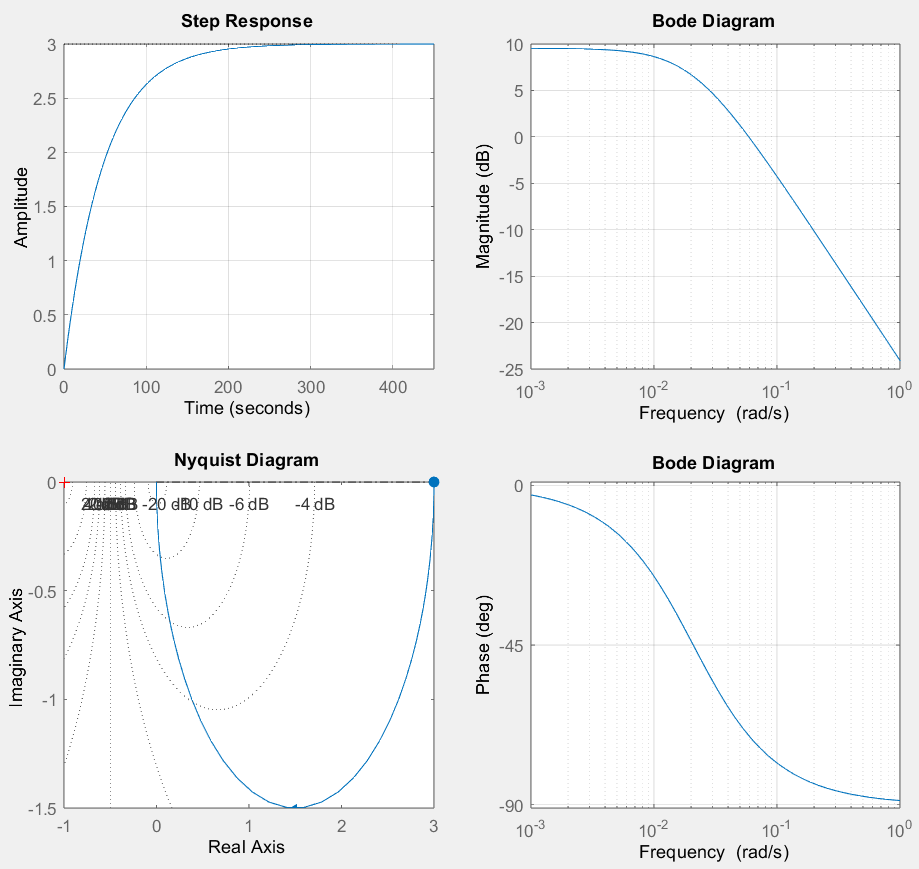 Step Response
Amplitude
3
2.5
2
1.5
1
0.5
0
0 100 200 300 400
Time (seconds)
Bode Diagram
Magnitude (dB)
10
5
0
-5
-10
-15
-20
-25
10-3 10-2 10-1 100
Frequency (rad/s)
Nyquist Diagram
Imaginary Axis
0
-0.5
-1
-1.5
-20 dB -10 dB -6 dB -4 dB
-1 0 1 2 3
Real Axis
Bode Diagram
Phase (deg)
0
-45
-90
10-3 10-2 10-1 100
Frequency (rad/s)